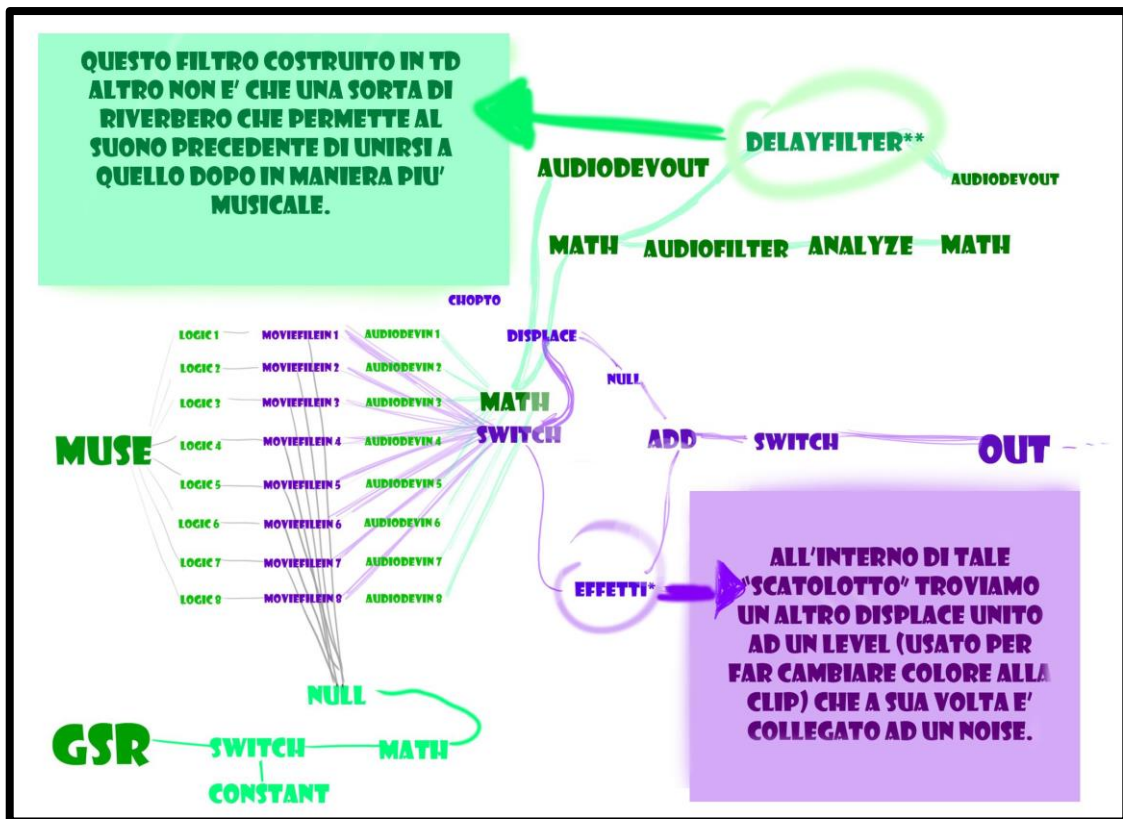 QUESTO FILTRO COSTRUITO IN TD
ALTRO NON E' CHE UNA SORTA DI
RIVERBERO CHE PERMETTE AL
SUONO PRECEDENTE DI UNIRSI A
QUELLO DOPO IN MANIERA PIU'
MUSICALE.
DELAYFILTER**
AUDIODEVOUT
AUDIODEVOUT
MATH
AUDIOFILTER
ANALYZE
MATH
CHOPTO
DISPLACE
NULL
LOGIC 1
MOVIEFILEIN 1
AUDIODEVIN 1
LOGIC 2
MOVIEFILEIN 2
AUDIODEVIN 2
LOGIC 3
MOVIEFILEIN 3
AUDIODEVIN 3
MATH
MUSE
LOGIC 4
MOVIEFILEIN 4
AUDIODEVIN 4
SWITCH
ADD
SWITCH
OUT
LOGIC 5
MOVIEFILEIN 5
AUDIODEVIN 5
LOGIC 6
MOVIEFILEIN 6
AUDIODEVIN 6
LOGIC 7
MOVIEFILEIN 7
AUDIODEVIN 7
LOGIC 8
MOVIEFILEIN 8
AUDIODEVIN 8
EFFETTI*
ALL'INTERNO DI TALE
"SCATOLOTTO" TROVIAMO
UN ALTRO DISPLACE UNITO
AD UN LEVEL (USATO PER
FAR CAMBIARE COLORE ALLA
CLIP) CHE A SUA VOLTA E'
COLLEGATO AD UN NOISE.
NULL
GSR
SWITCH
MATH
CONSTANT